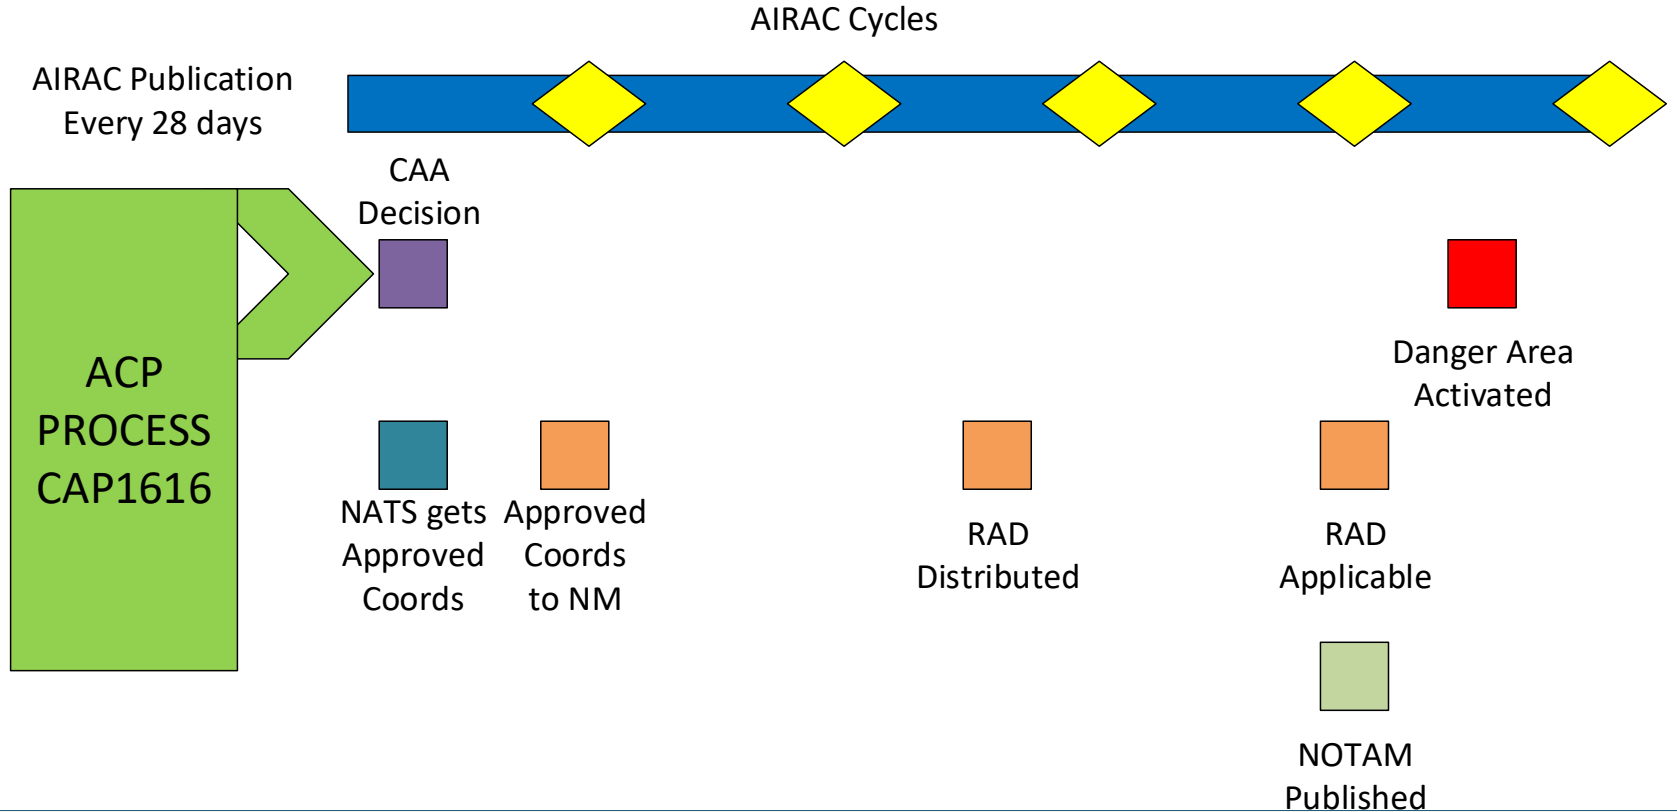 AIRAC Cycles
AIRAC Publication
Every 28 days
CAA
Decision
ACP
PROCESS
CAP1616
Danger Area
Activated
NATS gets
Approved
Coords
Approved
Coords
to NM
RAD
Distributed
RAD
Applicable
NOTAM
Published